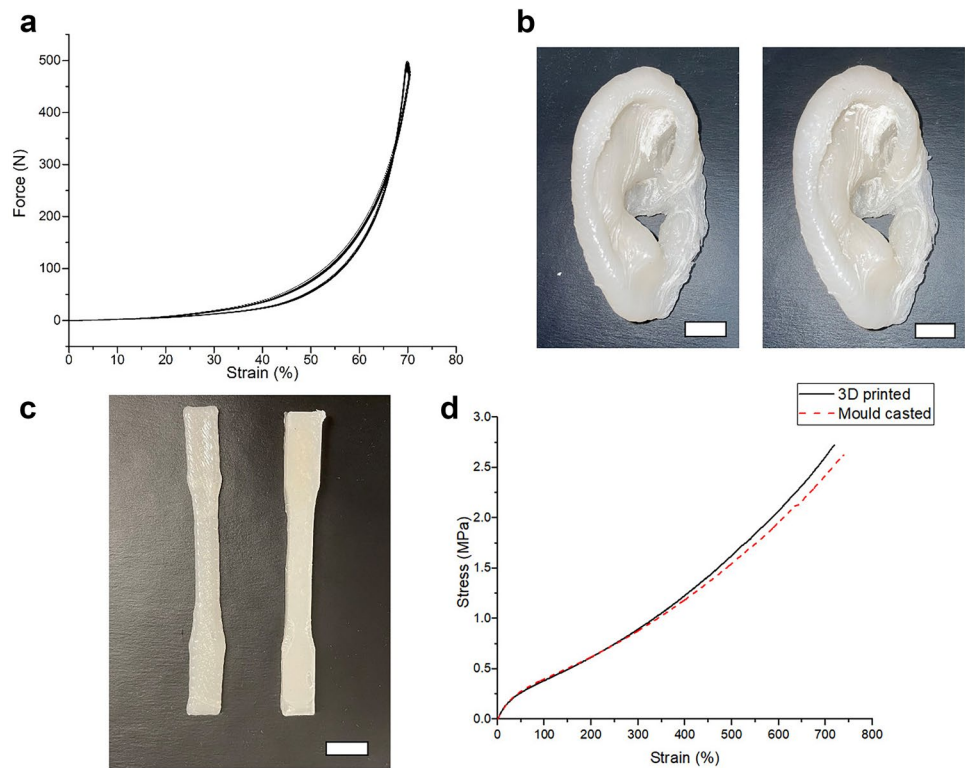 a
500
400
300
200
100
0
Force (N)
0 10 20 30 40 50 60 70 80
Strain (%)
b
c
d
3D printed
Mould casted
3.0
2.5
2.0
1.5
1.0
0.5
0.0
Stress (MPa)
0 100 200 300 400 500 600 700 800
Strain (%)